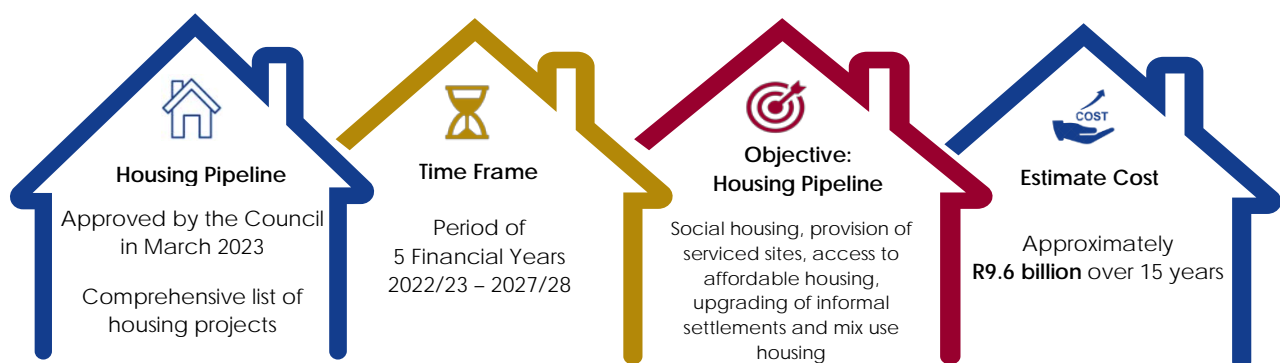 Housing Pipeline
Approved by the Council
in March 2023
Comprehensive list of
housing projects
Time Frame
Period of
5 Financial Years
2022/23 – 2027/28
Objective:
Housing Pipeline
Social housing, provision of
serviced sites, access to
affordable housing,
upgrading of informal
settlements and mix use
housing
COST
Estimate Cost
Approximately
R9.6 billion over 15 years